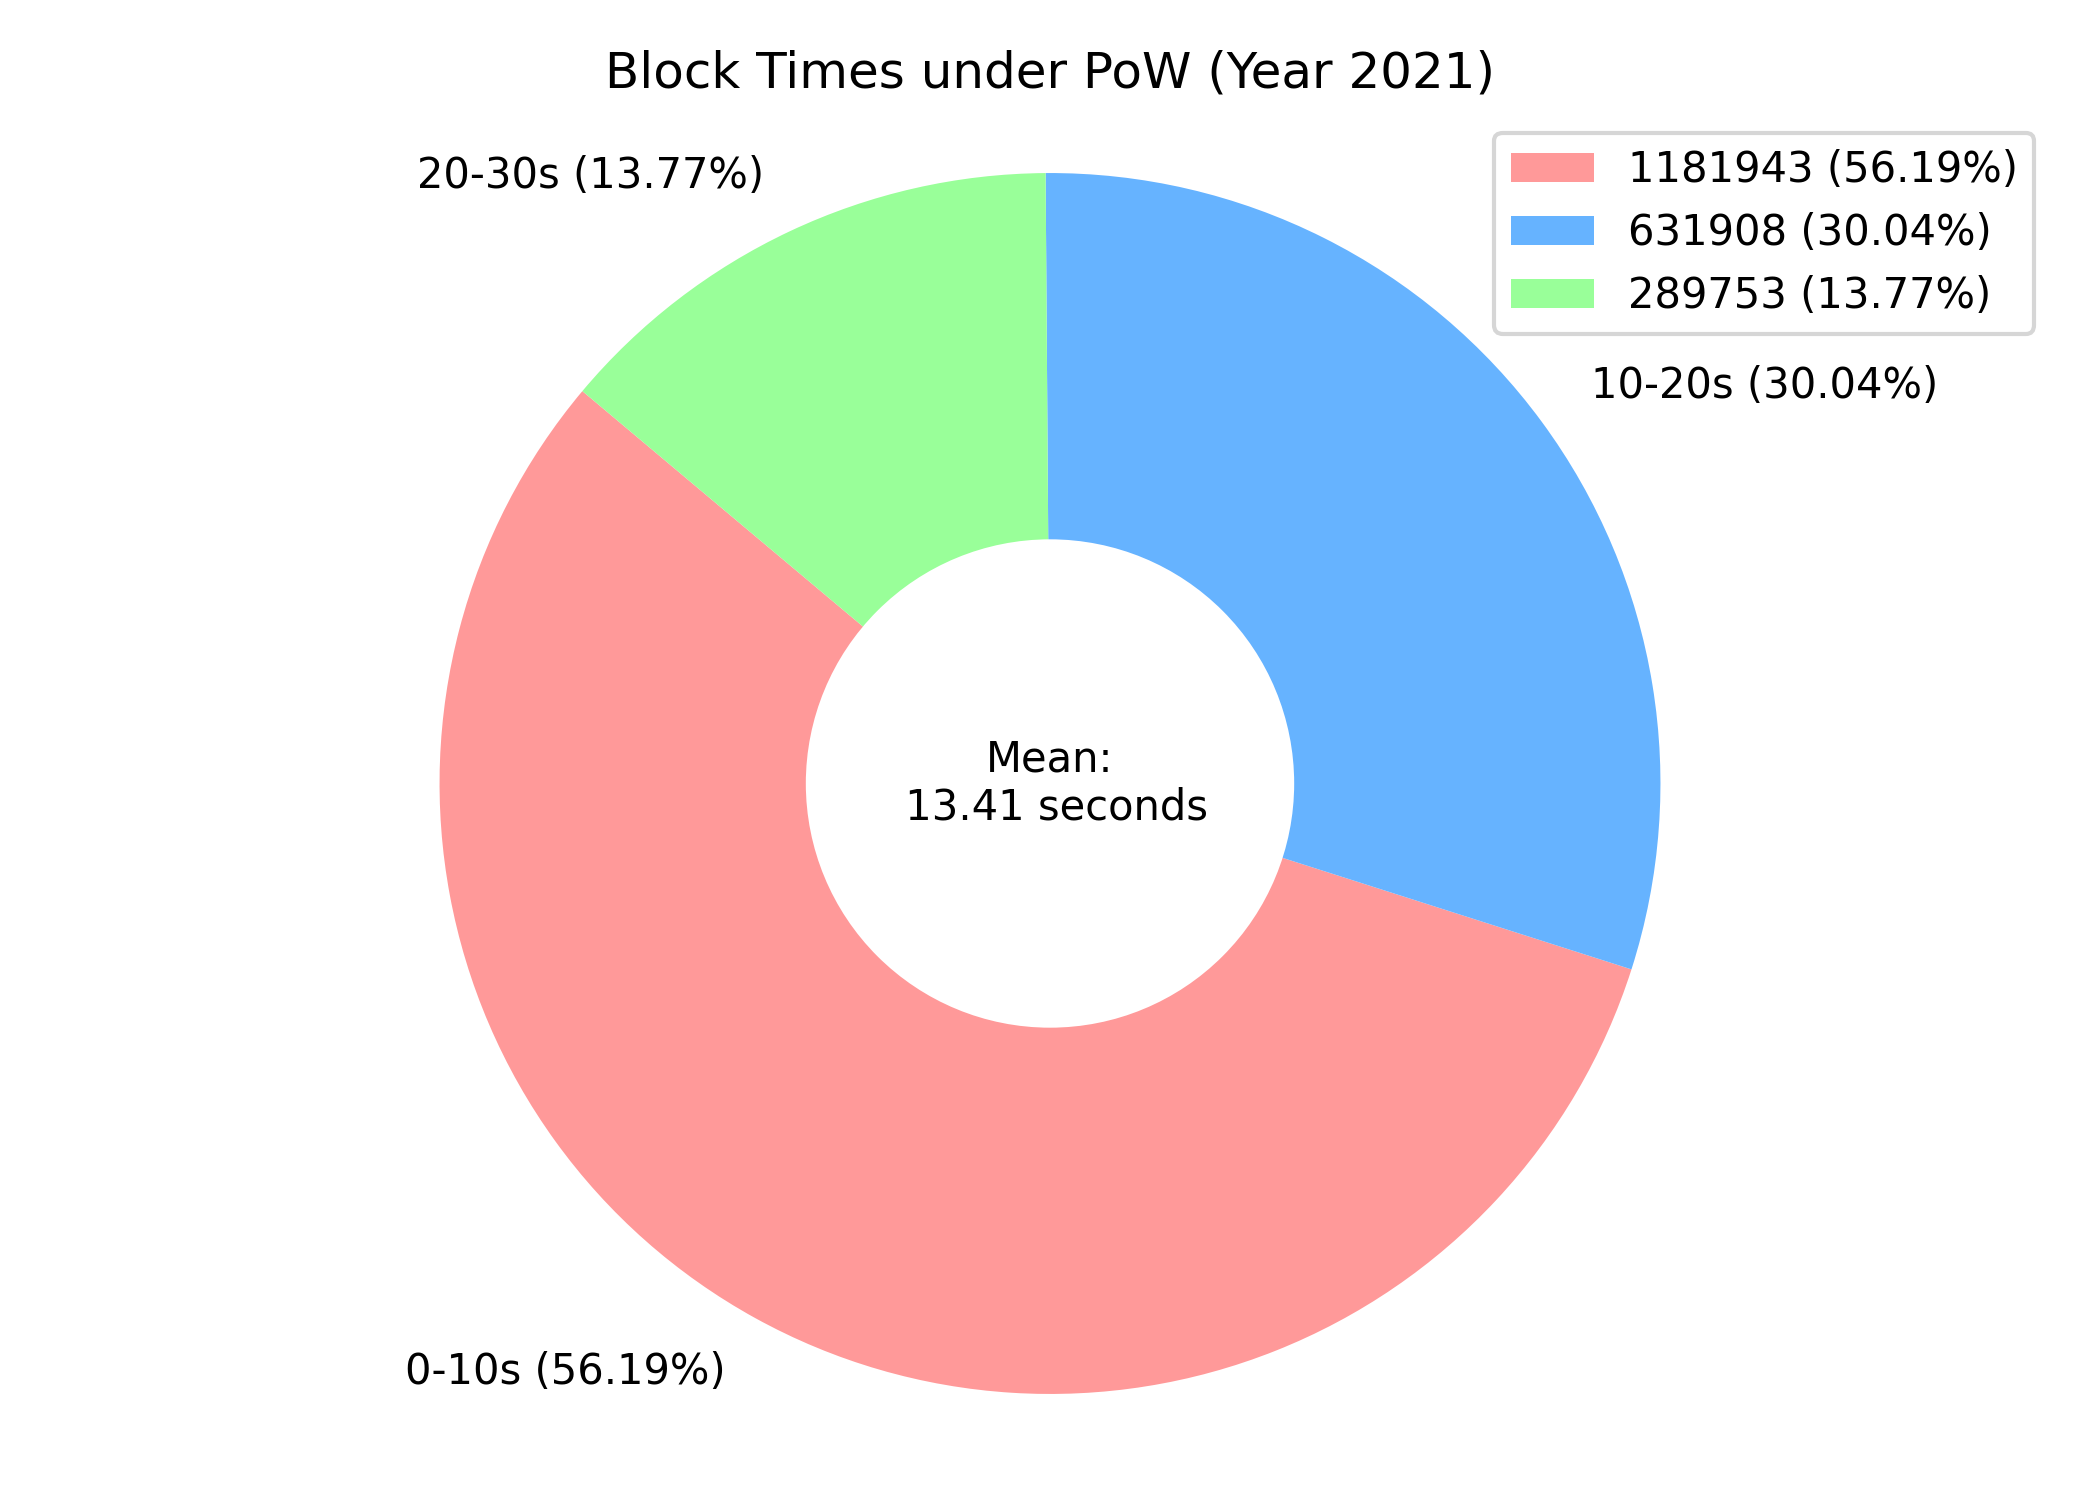 Block Times under PoW (Year 2021)
20-30s (13.77%)
1181943 (56.19%)
631908 (30.04%)
289753 (13.77%)
10-20s (30.04%)
Mean:
13.41 seconds
0-10s (56.19%)